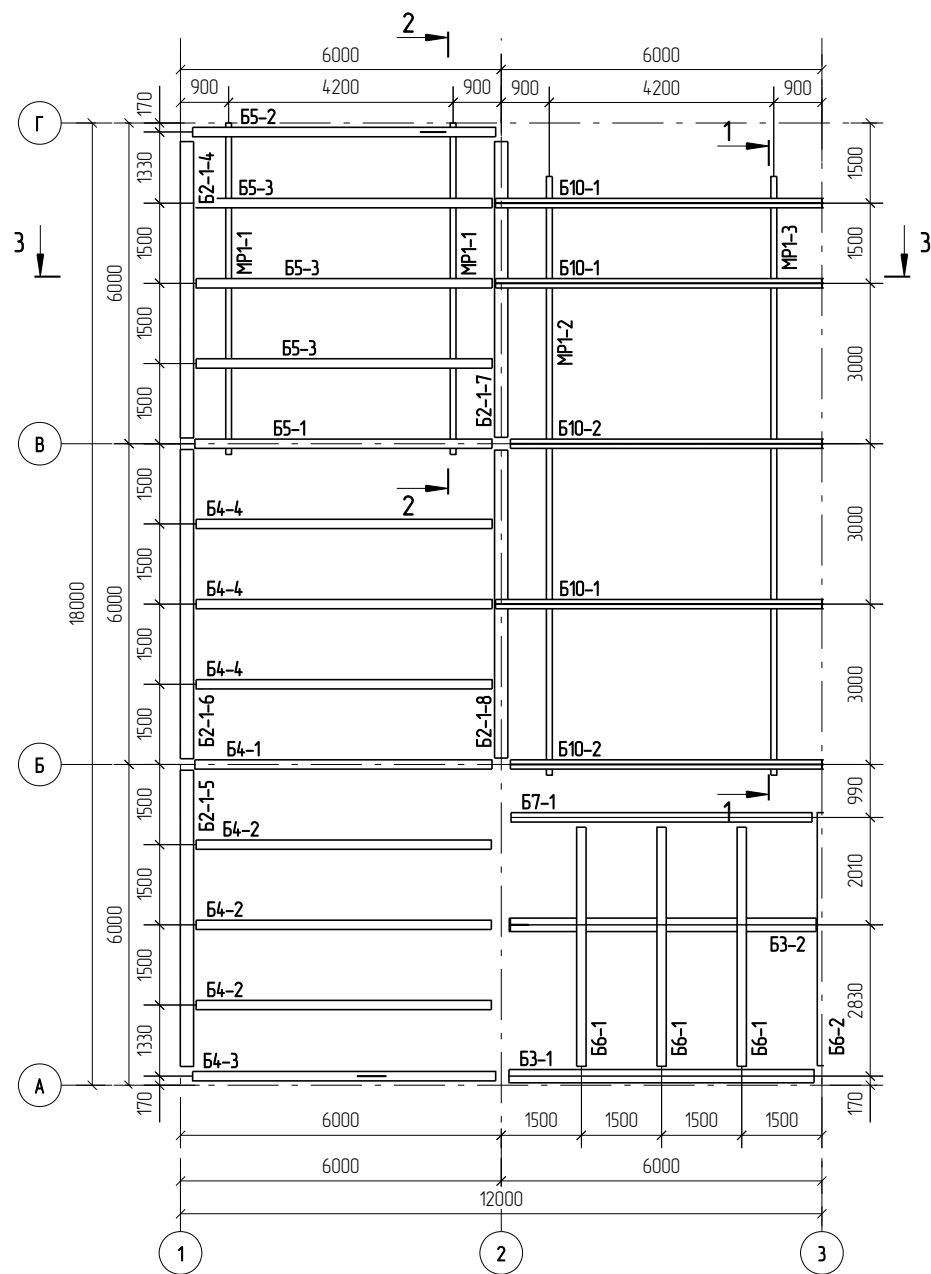 2
6000
6000
900
4200
900
900
4200
900
170
Г
Б5-2
1
1330
Б2-1-4
1500
Б5-3
Б10-1
3
1500
МР1-1
МР1-1
МР1-3
1500
3
6000
Б5-3
Б10-1
1500
МР1-2
3000
Б5-3
1500
Б2-1-7
Б5-1
Б10-2
В
1500
2
Б4-4
1500
3000
18000
6000
Б4-4
Б10-1
1500
Б4-4
3000
1500
Б2-1-6
Б2-1-8
Б4-1
Б10-2
Б
1500
Б2-1-5
Б7-1
1
990
Б4-2
1500
2010
6000
Б4-2
Б3-2
1500
Б4-2
2830
1330
Б6-1
Б6-1
Б6-1
Б6-2
Б4-3
Б3-1
А
170
170
6000
1500
1500
1500
1500
6000
6000
12000
1
2
3